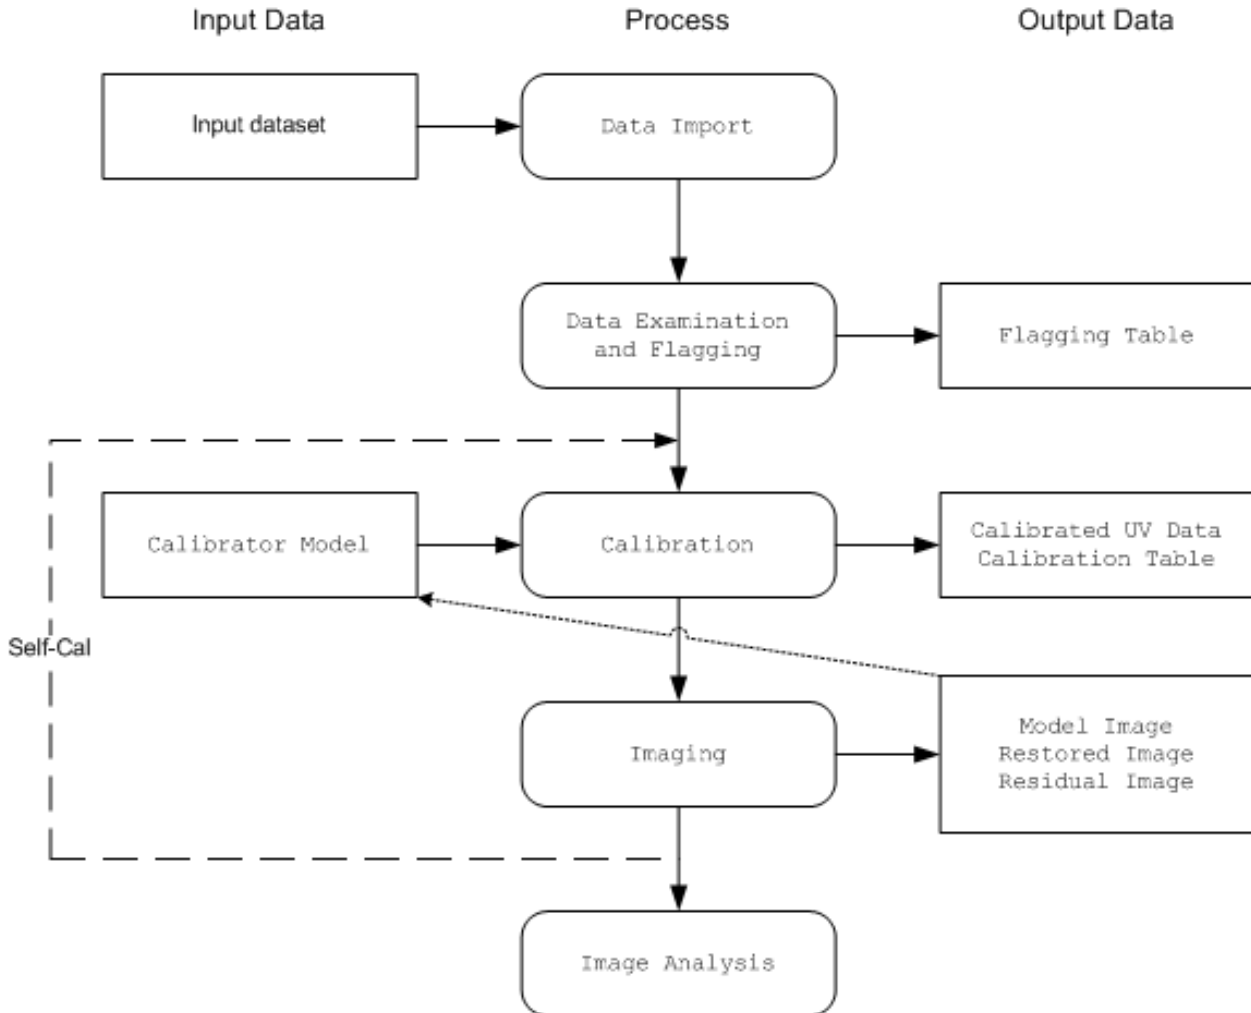 Input Data
Process
Output Data
Input dataset
Data Import
Data Examination
and Flagging
Flagging Table
Calibrator Model
Calibration
Calibrated UV Data
Calibration Table
Self-Cal
Imaging
Model Image
Restored Image
Residual Image
Image Analysis